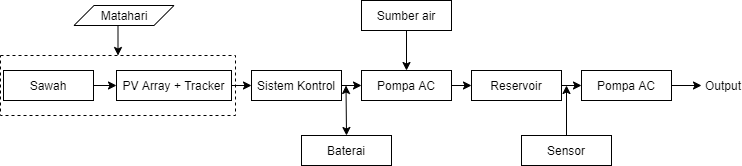 Matahari
Sumber air
Sawah
PV Array + Tracker
Sistem Kontrol
Pompa AC
Reservoir
Pompa AC
Output
Baterai
Sensor